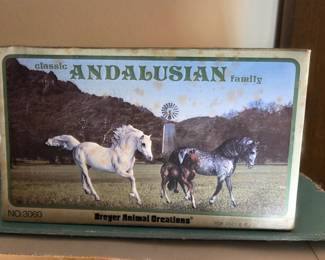 classic ANDALUSIAN family
NO. 3060
Breyer Animal Creations®